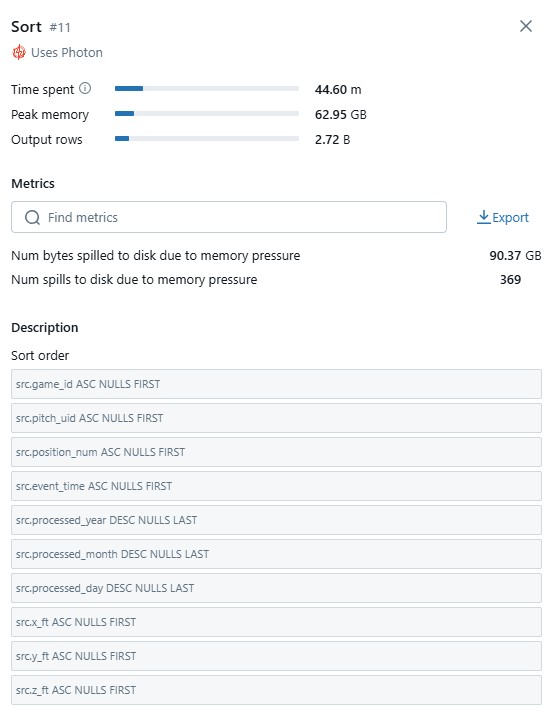 Sort #11
Uses Photon
Time spent 44.60 m
Peak memory 62.95 GB
Output rows 2.72 B
Metrics
Find metrics Export
Num bytes spilled to disk due to memory pressure 90.37 GB
Num spills to disk due to memory pressure 369
Description
Sort order
src.game_id ASC NULLS FIRST
src.pitch_uid ASC NULLS FIRST
src.position_num ASC NULLS FIRST
src.event_time ASC NULLS FIRST
src.processed_year DESC NULLS LAST
src.processed_month DESC NULLS LAST
src.processed_day DESC NULLS LAST
src.x_ft ASC NULLS FIRST
src.y_ft ASC NULLS FIRST
src.z_ft ASC NULLS FIRST